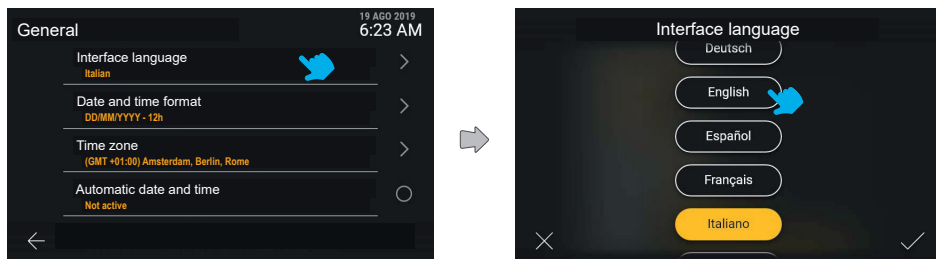 General
19 AGO 2019
6:23 AM
Interface language
Italian
Date and time format
DD/MM/YYYY - 12h
Time zone
(GMT +01:00) Amsterdam, Berlin, Rome
Automatic date and time
Not active
Interface language
Deutsch
English
Español
Français
Italiano